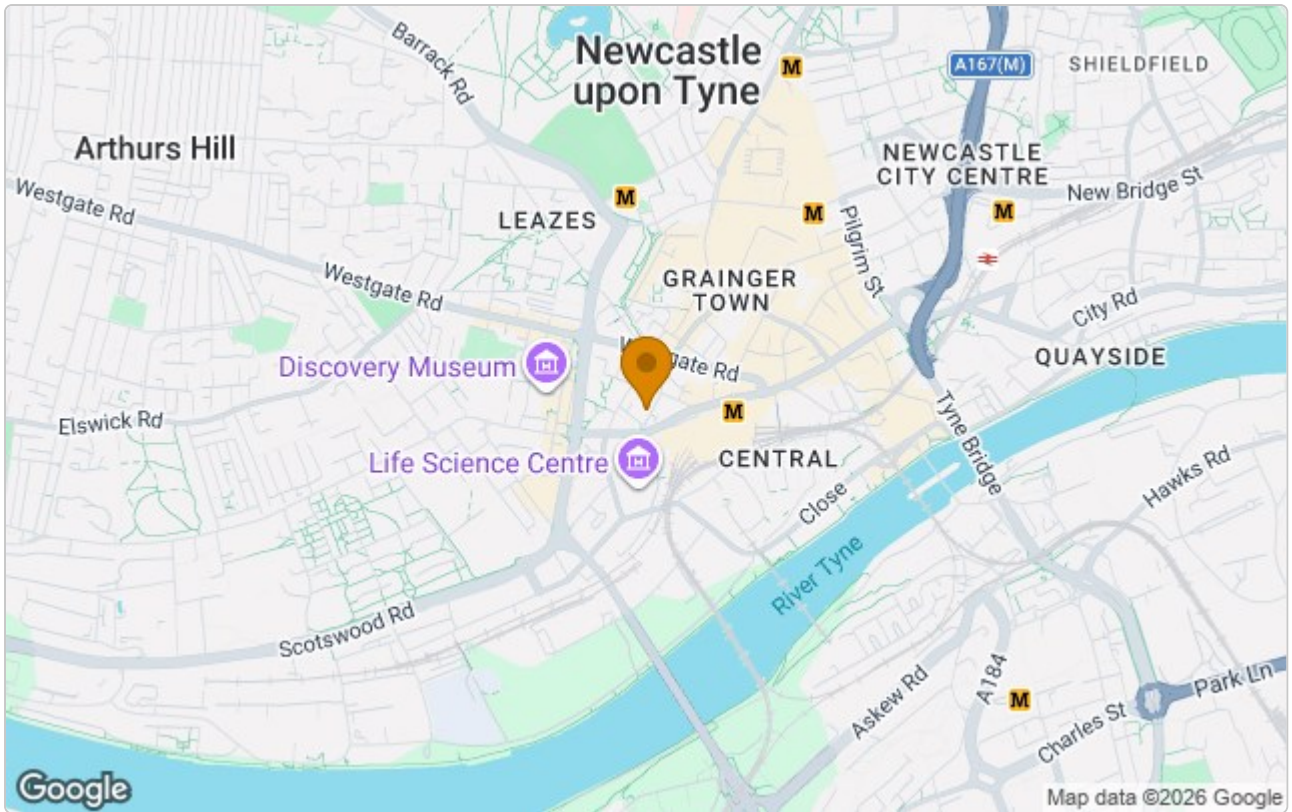 Barrack Rd
Newcastle
upon Tyne
M
A167(M)
SHIELDFIELD
Arthurs Hill
NEWCASTLE
CITY CENTRE
Westgate Rd
New Bridge St
M
LEAZES
M
M
Pilgrim St
Westgate Rd
GRAINGER
TOWN
City Rd
QUAYSIDE
Discovery Museum
Elswick Rd
M
Tyne Bridge
Life Science Centre
CENTRAL
Hawks Rd
Close
River Tyne
Scotswood Rd
Askew Rd
A184
Park Ln
M
Charles St
Google
Map data ©2026 Google